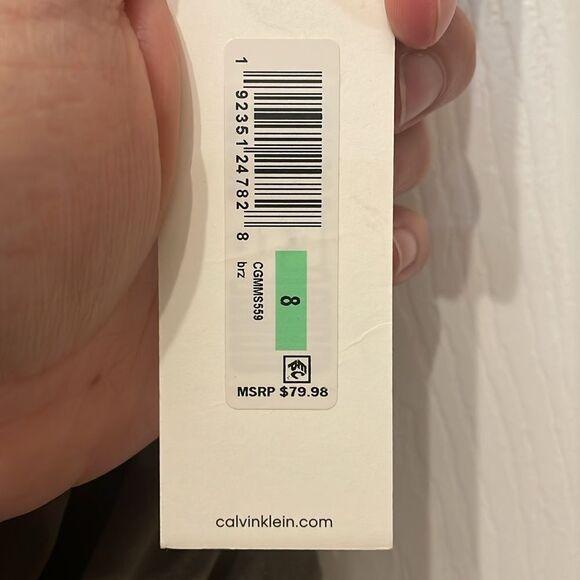 1 92351 24782 8
CGMMS559
brz
8
MSRP $79.98
calvinklein.com